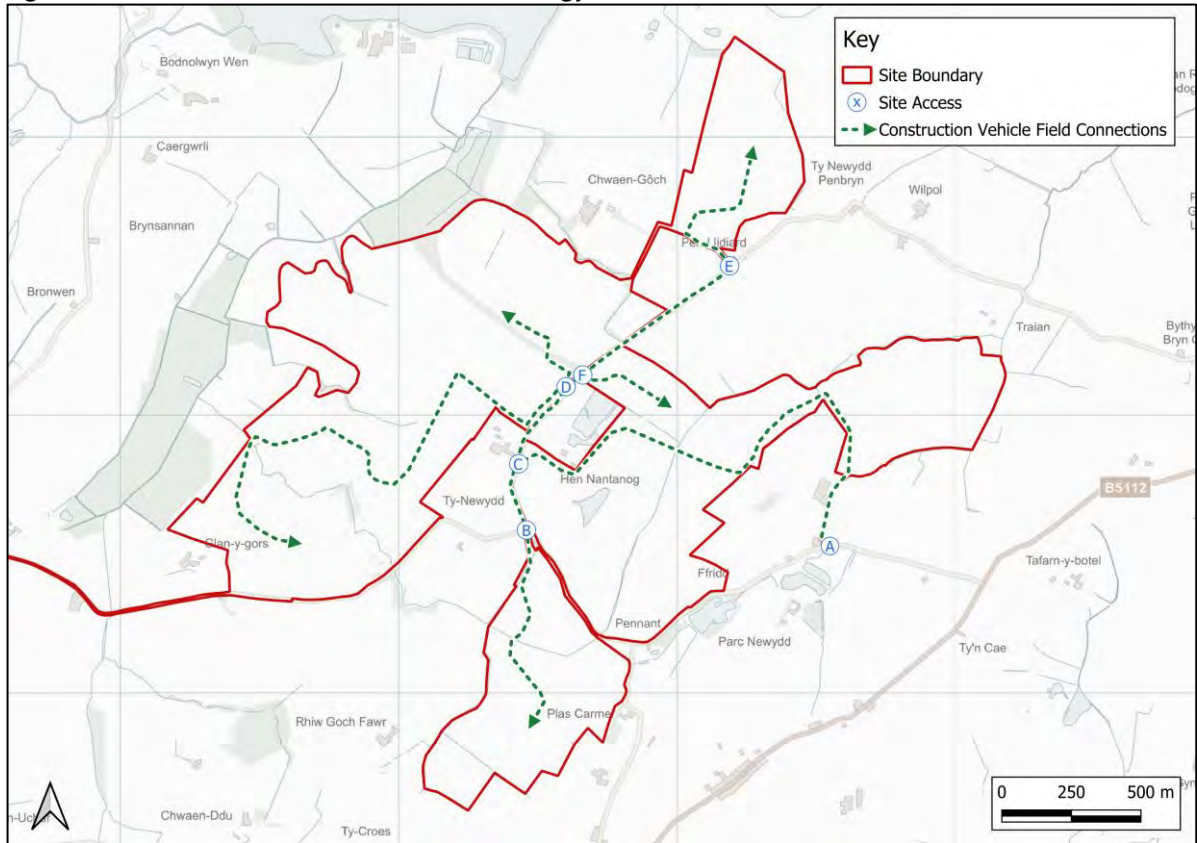 Key
Site Boundary
X Site Access
Construction Vehicle Field Connections
Bodnolwyn Wen
Caergwrli
Chwaen-Gôch
Ty Newydd
Penbryn
Wilpol
Brynsannan
Bronwen
E
Traian
D
F
C
Hen Nantanog
Ty-Newydd
B
A
B5112
Glan-y-gors
Ffridd
Tafarn-y-botel
Pennant
Parc Newydd
Ty'n Cae
Plas Carmel
Rhiw Goch Fawr
Chwaen-Ddu
Ty-Croes
0 250 500 m